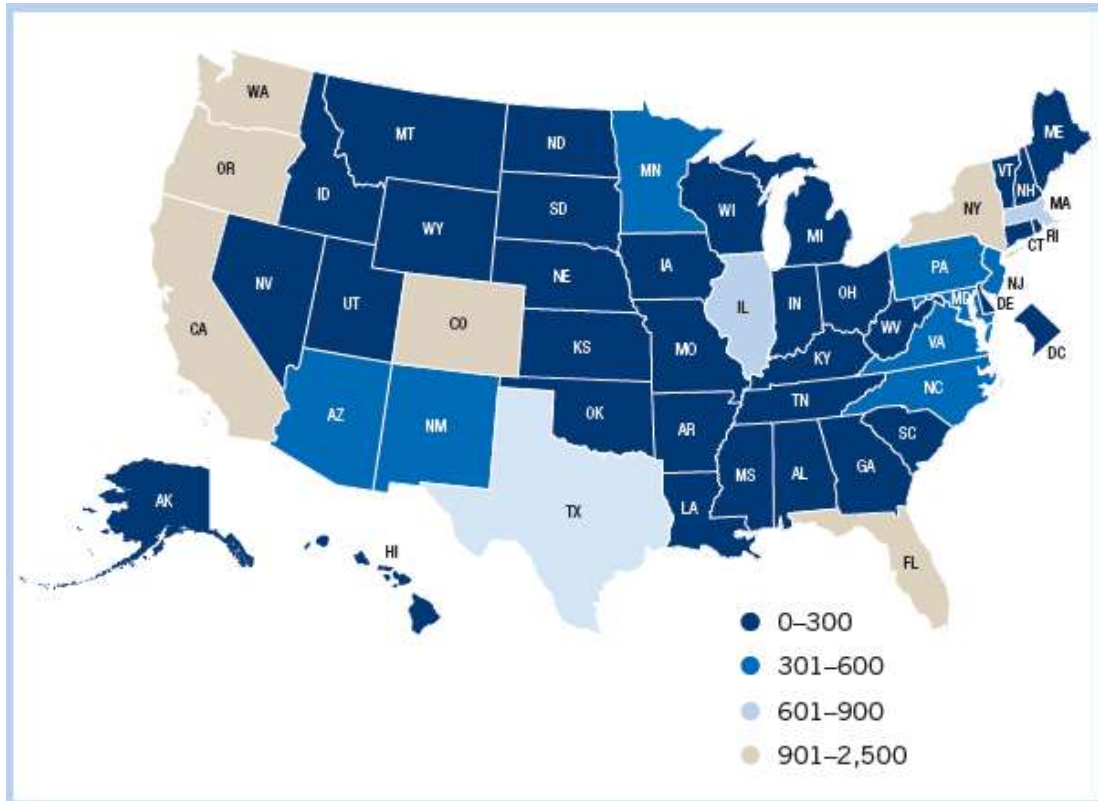 WA
MT
ND
ME
OR
MN
VT
ID
NH
SD
WI
NY
MA
WY
MI
CT RI
IA
PA
NE
NJ
NV
OH
MD
UT
IL
IN
DE
CA
CO
WV
KS
MO
VA
DC
KY
NC
TN
AZ
OK
NM
AR
SC
MS
AL
GA
AK
LA
TX
HI
FL
0–300
301–600
601–900
901–2,500